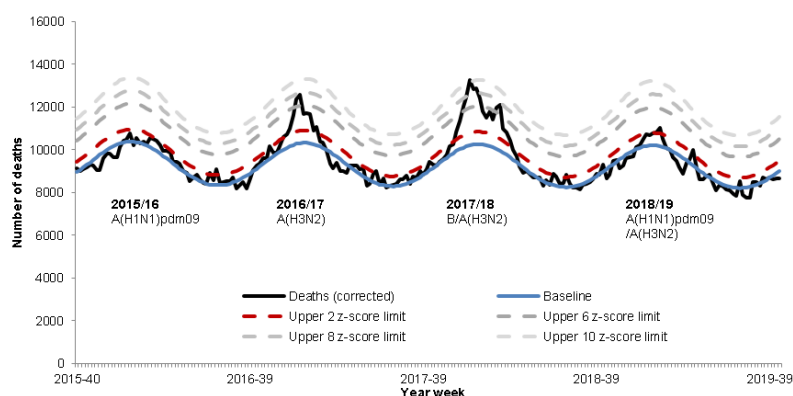 16000
14000
12000
10000
8000
6000
4000
2000
0
Number of deaths
2015/16
A(H1N1)pdm09
2016/17
A(H3N2)
2017/18
B/A(H3N2)
2018/19
A(H1N1)pdm09
/A(H3N2)
Deaths (corrected)
Baseline
Upper 2 z-score limit
Upper 6 z-score limit
Upper 8 z-score limit
Upper 10 z-score limit
2015-40
2016-39
2017-39
2018-39
2019-39
Year week